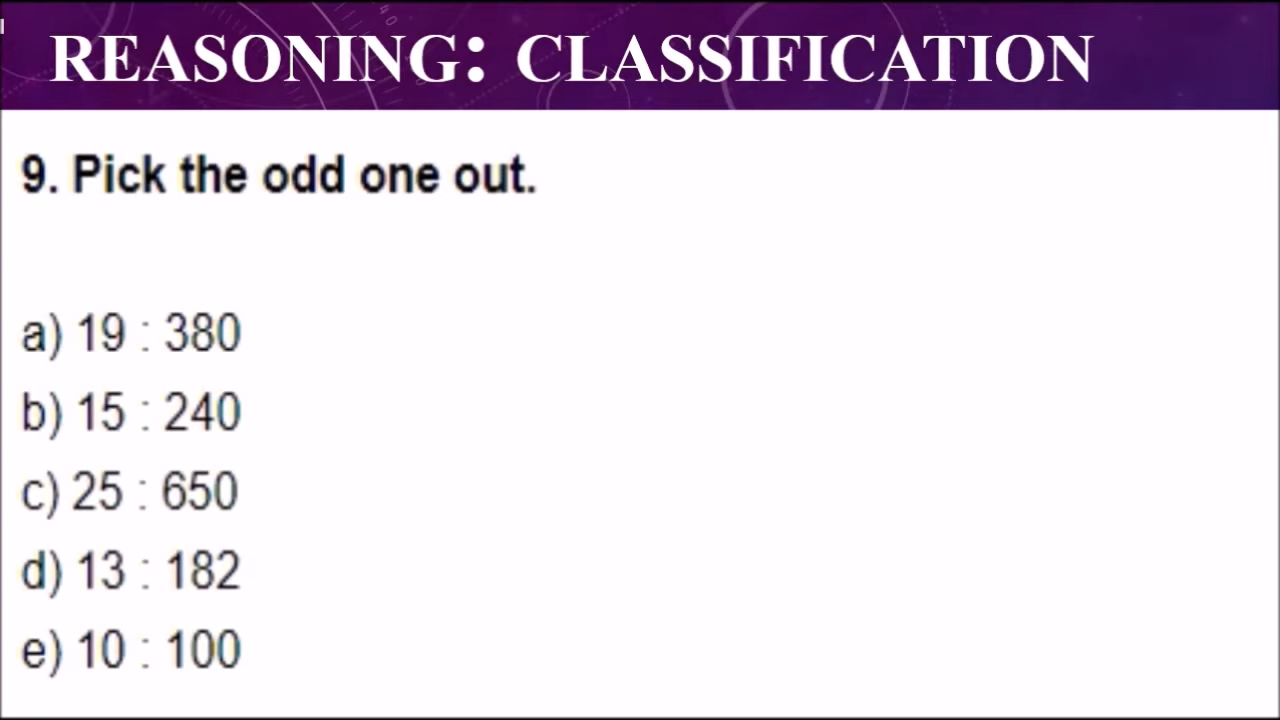 REASONING: CLASSIFICATION
9. Pick the odd one out.
a) 19 : 380
b) 15 : 240
c) 25 : 650
d) 13 : 182
e) 10 : 100